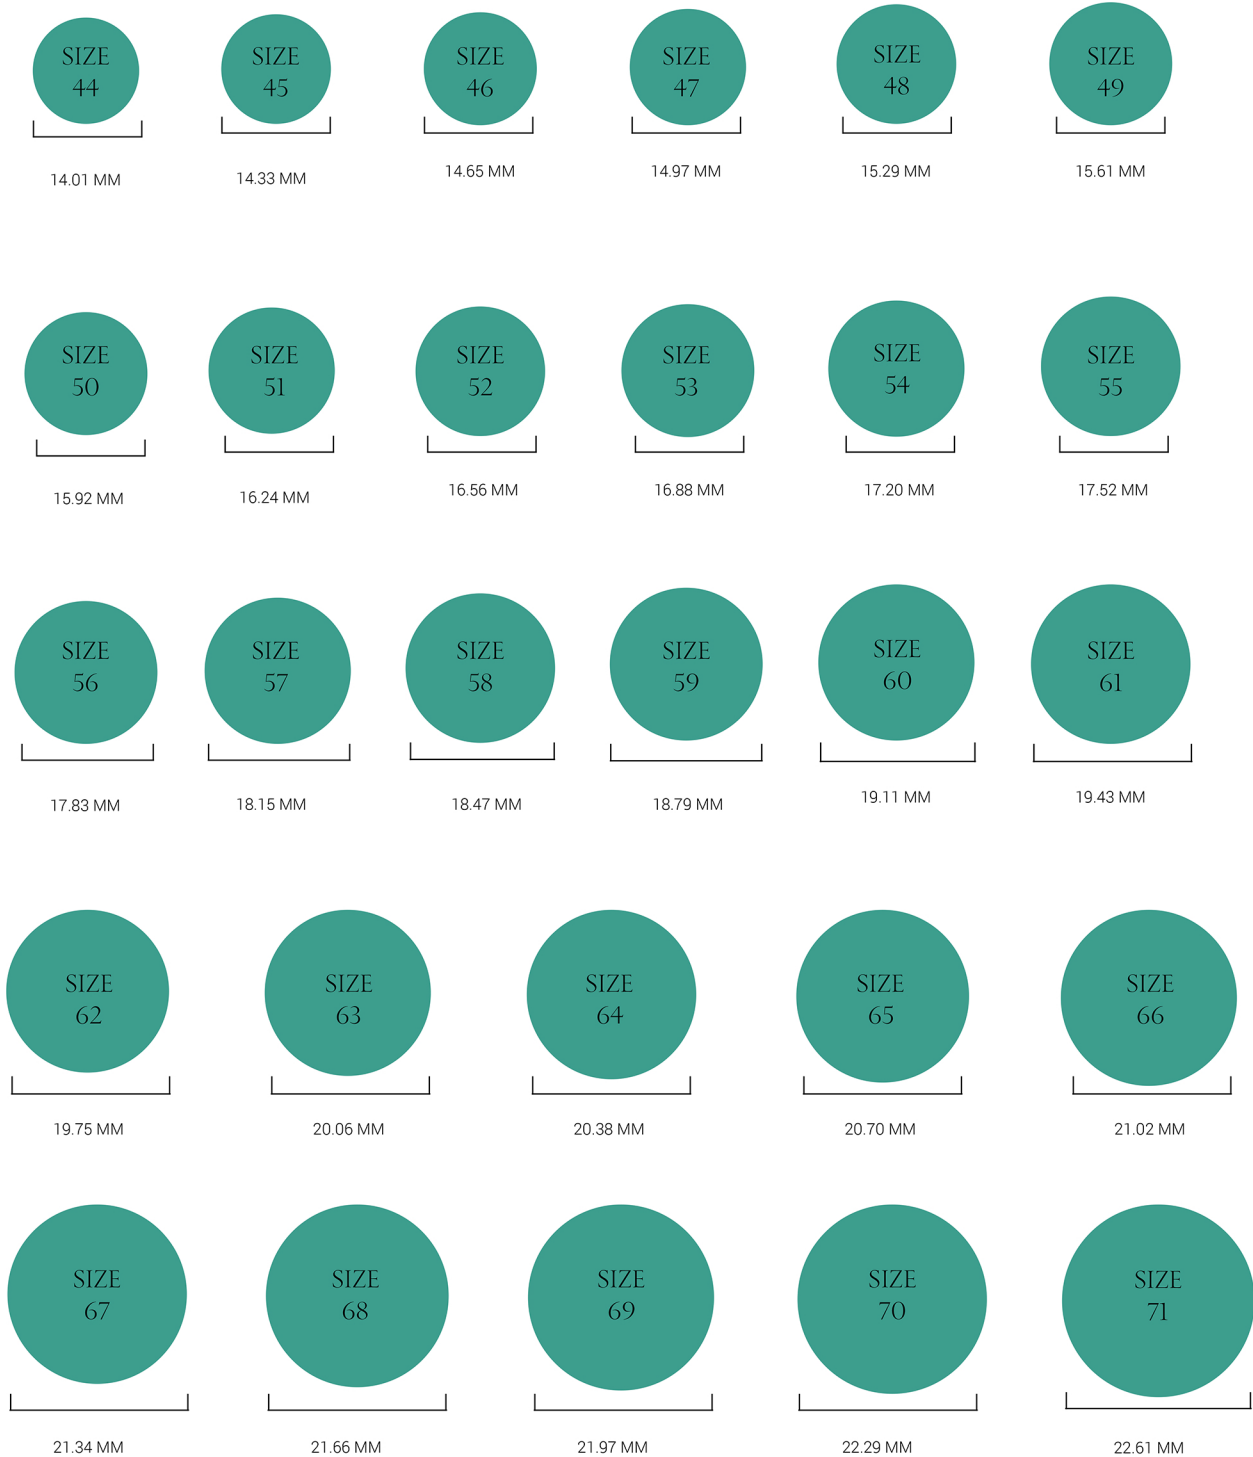 SIZE
44
14.01 MM
SIZE
45
14.33 MM
SIZE
46
14.65 MM
SIZE
47
14.97 MM
SIZE
48
15.29 MM
SIZE
49
15.61 MM
SIZE
50
15.92 MM
SIZE
51
16.24 MM
SIZE
52
16.56 MM
SIZE
53
16.88 MM
SIZE
54
17.20 MM
SIZE
55
17.52 MM
SIZE
56
17.83 MM
SIZE
57
18.15 MM
SIZE
58
18.47 MM
SIZE
59
18.79 MM
SIZE
60
19.11 MM
SIZE
61
19.43 MM
SIZE
62
19.75 MM
SIZE
63
20.06 MM
SIZE
64
20.38 MM
SIZE
65
20.70 MM
SIZE
66
21.02 MM
SIZE
67
21.34 MM
SIZE
68
21.66 MM
SIZE
69
21.97 MM
SIZE
70
22.29 MM
SIZE
71
22.61 MM